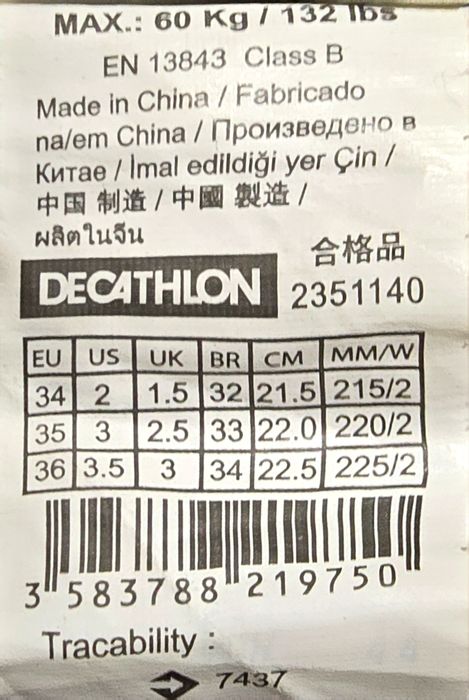 MAX.: 60 Kg / 132 lbs
EN 13843 Class B
Made in China / Fabricado
na/em China / Произведено в
Китае / İmal edildiği yer Çin /
中国 制造 / 中國 製造 /
ผลิตในจีน
合格品
DECATHLON 2351140
EU US UK BR CM MM/W
34 2 1.5 32 21.5 215/2
35 3 2.5 33 22.0 220/2
36 3.5 3 34 22.5 225/2
3 583788 219750
Tracability :
7437